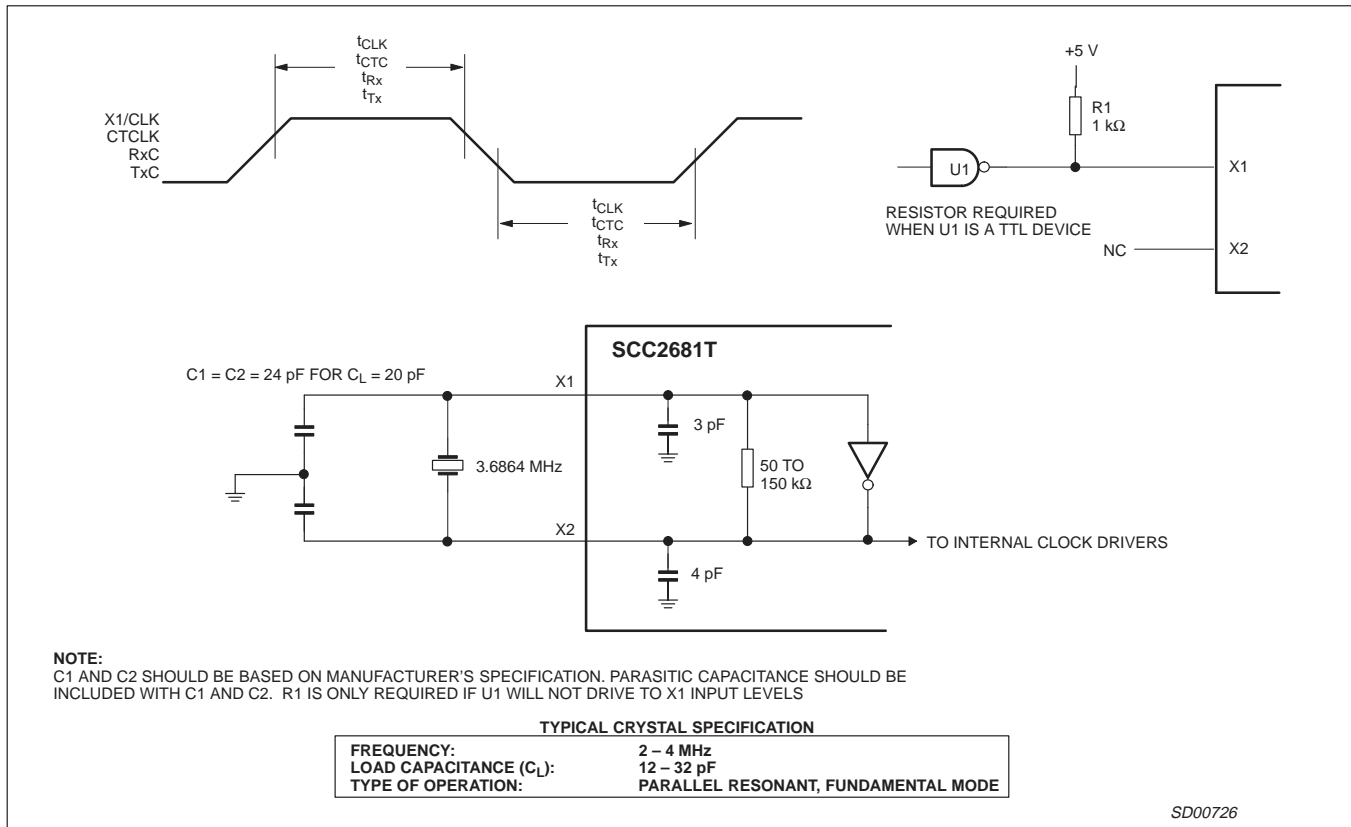 tCLK
tCTC
tRx
tTx
X1/CLK
CTCLK
RxC
TxC
tCLK
tCTC
tRx
tTx
+5 V
R1
1 kΩ
U1
X1
RESISTOR REQUIRED
WHEN U1 IS A TTL DEVICE
NC
X2
SCC2681T
C1 = C2 = 24 pF FOR CL = 20 pF
X1
3 pF
3.6864 MHz
50 TO
150 kΩ
X2
TO INTERNAL CLOCK DRIVERS
4 pF
NOTE:
C1 AND C2 SHOULD BE BASED ON MANUFACTURER'S SPECIFICATION. PARASITIC CAPACITANCE SHOULD BE
INCLUDED WITH C1 AND C2. R1 IS ONLY REQUIRED IF U1 WILL NOT DRIVE TO X1 INPUT LEVELS
TYPICAL CRYSTAL SPECIFICATION
FREQUENCY: 2 – 4 MHz
LOAD CAPACITANCE (CL): 12 – 32 pF
TYPE OF OPERATION: PARALLEL RESONANT, FUNDAMENTAL MODE
SD00726